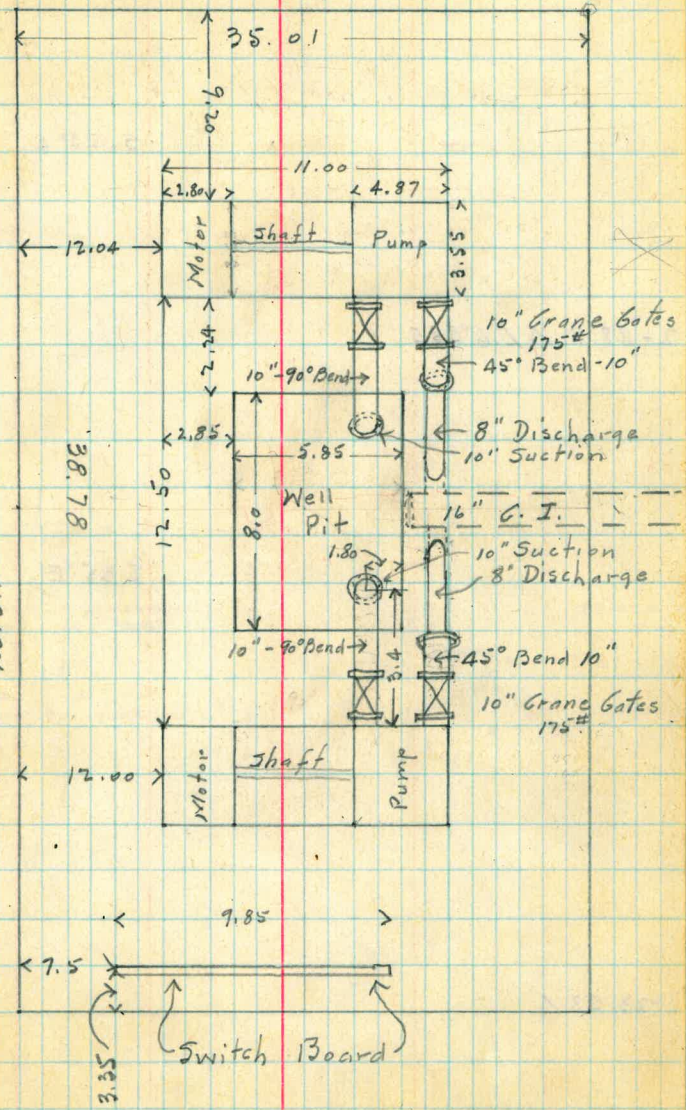 35.01
9.02
11.00
2.80
4.87
12.04
Motor
Shaft
Pump
3.55
2.24
10" Crane Gates
175#
45° Bend-10"
10"-90° Bend
2.85
5.85
8" Discharge
10" Suction
38.78
12.50
8.0
Well
Pit
16" C. I.
1.80
10" Suction
8" Discharge
10"-90° Bend
3.4
45° Bend 10"
10" Crane Gates
175#
12.00
Motor
Shaft
Pump
9.85
7.5
3.35
Switch Board